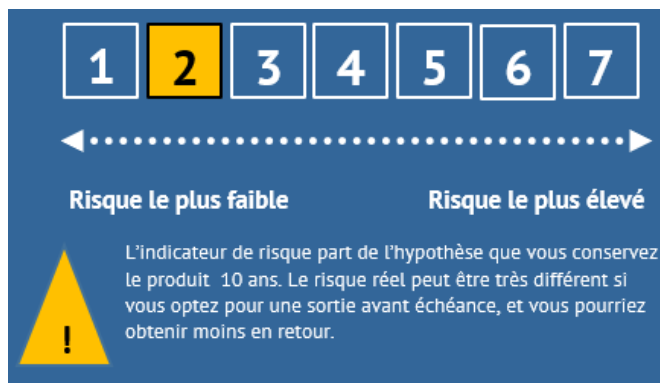 1 2 3 4 5 6 7
Risque le plus faible Risque le plus élevé
L'indicateur de risque part de l'hypothèse que vous conservez
le produit 10 ans. Le risque réel peut être très différent si
vous optez pour une sortie avant échéance, et vous pourriez
obtenir moins en retour.
!